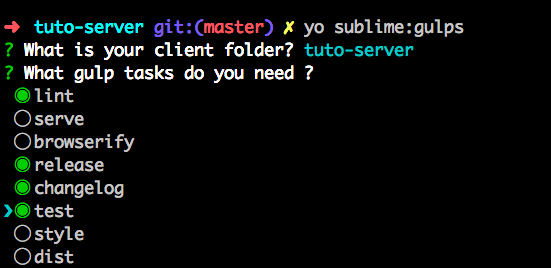 ➜ tuto-server git:(master) ✗ yo sublime:gulps
? What is your client folder? tuto-server
? What gulp tasks do you need ?
◉ lint
◯ serve
◯ browserify
◉ release
◉ changelog
❯◉ test
◯ style
◯ dist